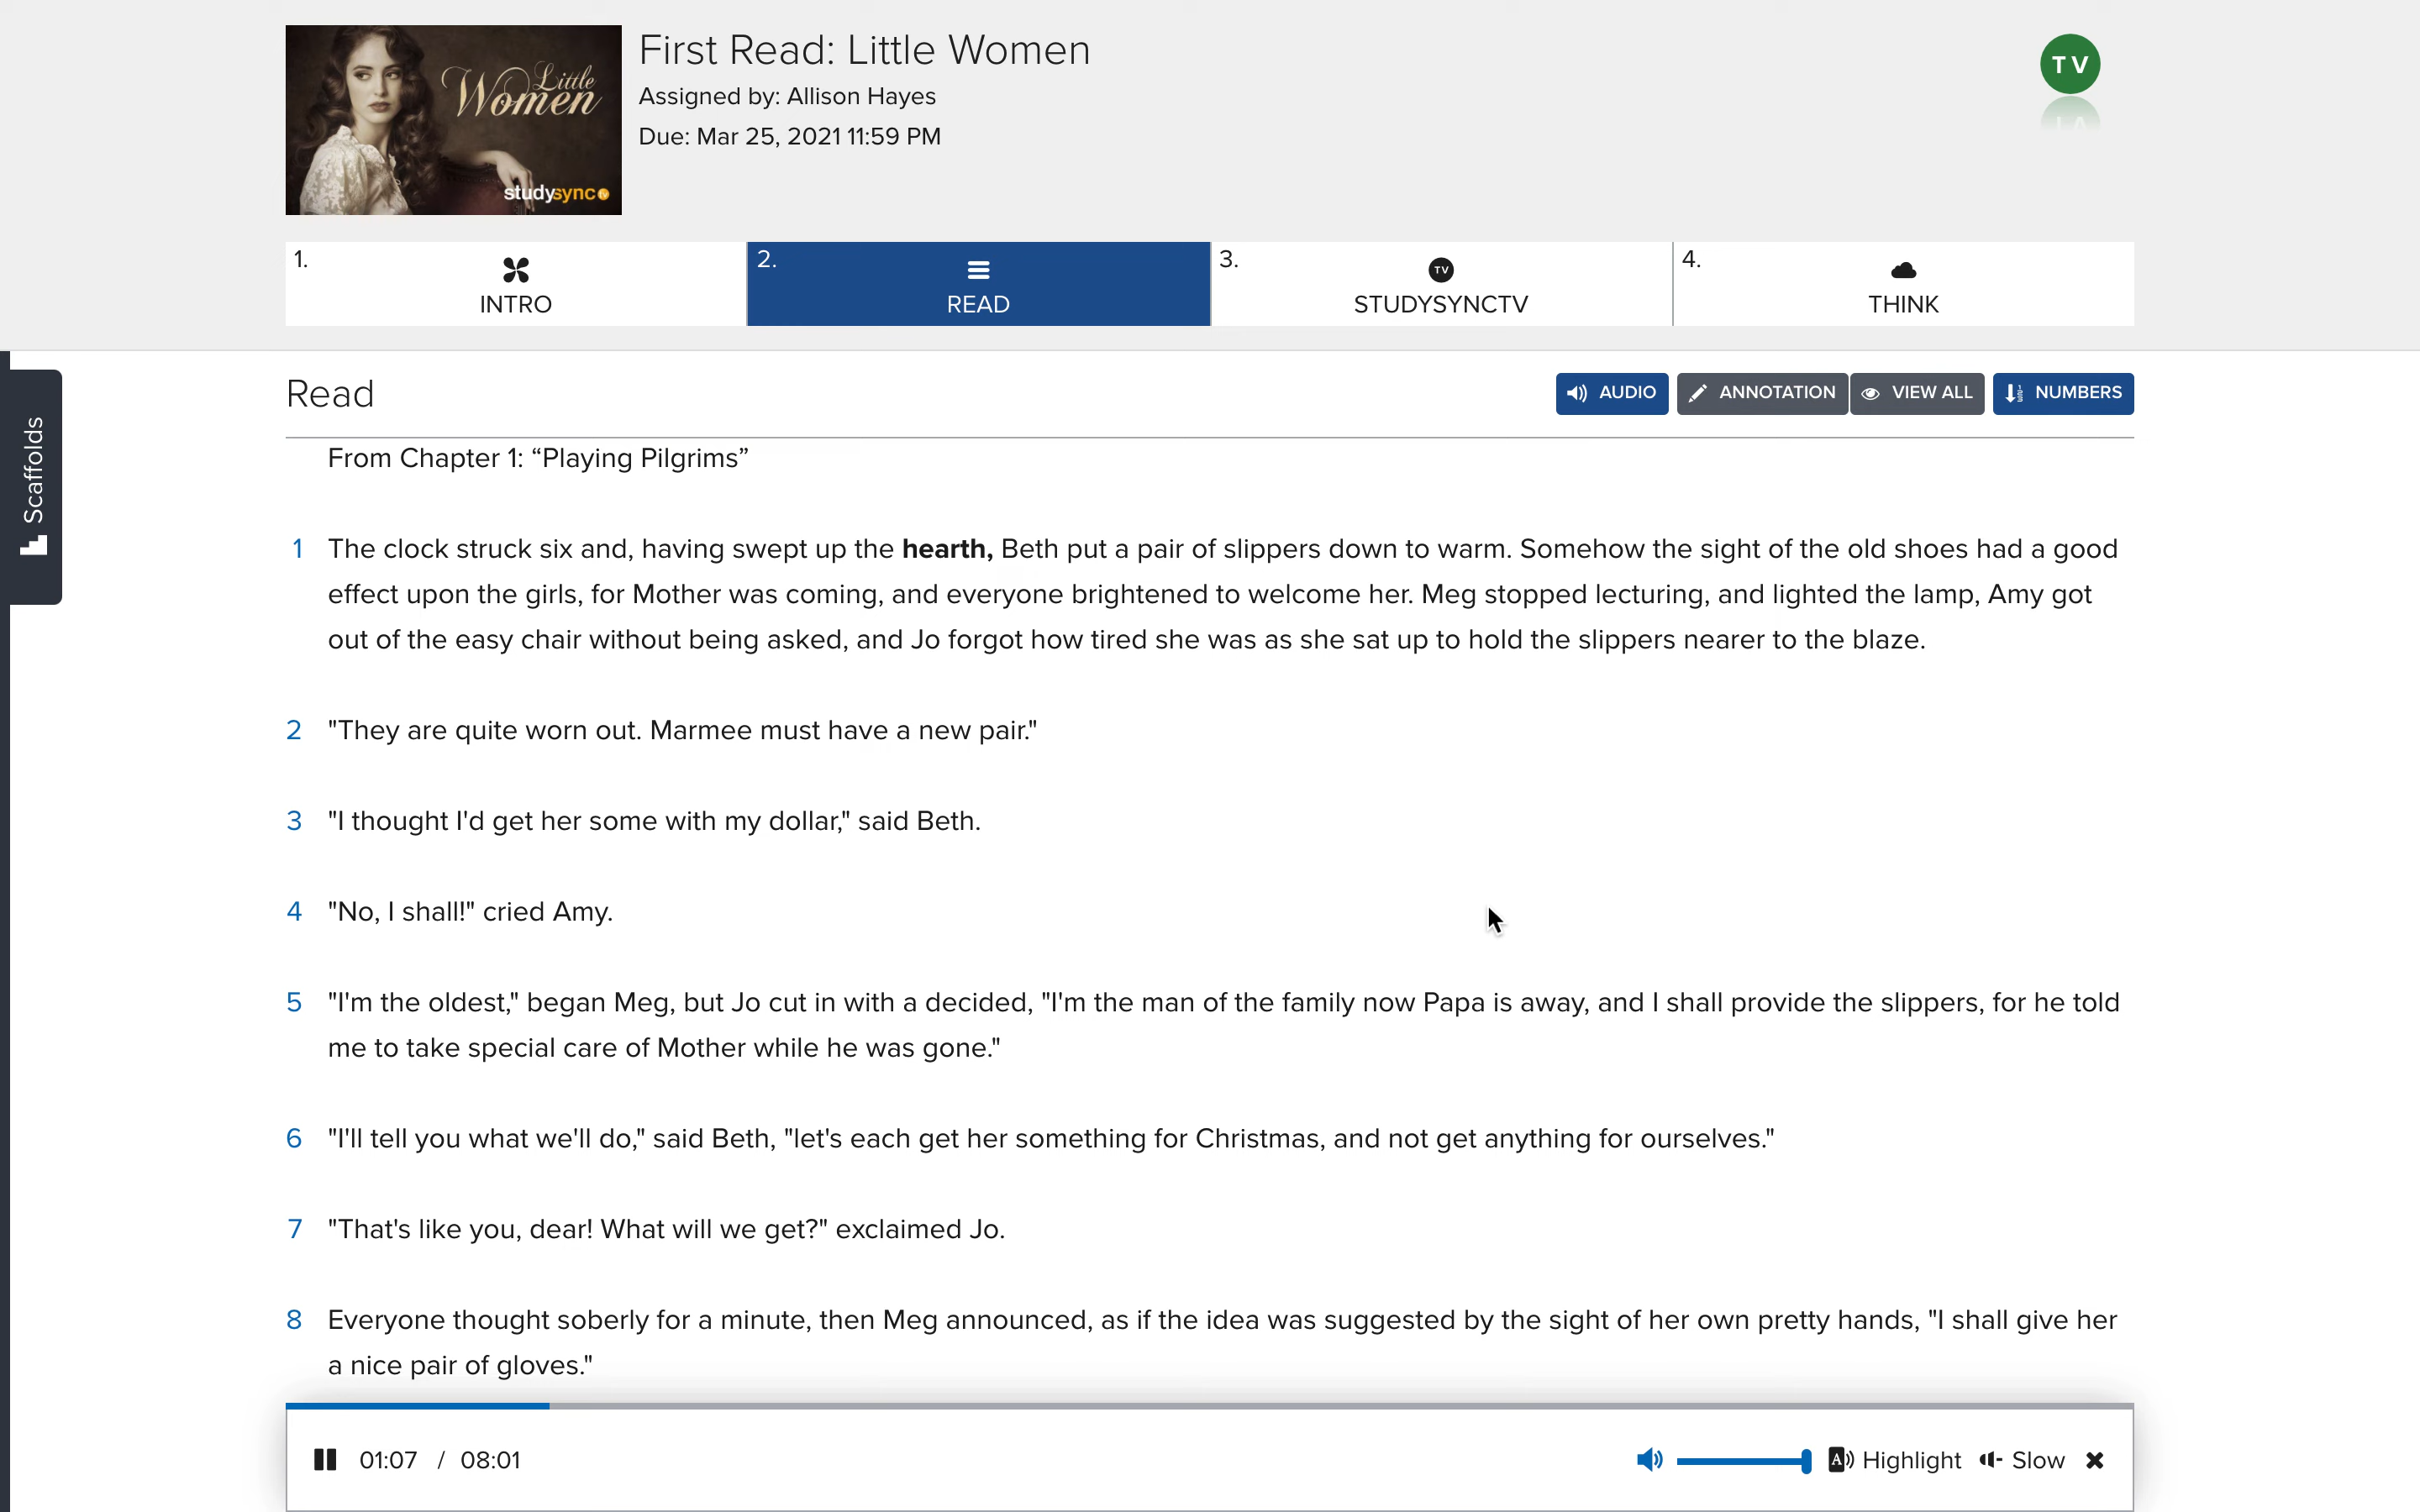 Little
Women
studysync
First Read: Little Women
Assigned by: Allison Hayes
Due: Mar 25, 2021 11:59 PM
TV
1.
INTRO
2.
READ
3.
TV
STUDYSYNCTV
4.
THINK
Scaffolds
Read
AUDIO
ANNOTATION
VIEW ALL
NUMBERS
From Chapter 1: “Playing Pilgrims”
1 The clock struck six and, having swept up the hearth, Beth put a pair of slippers down to warm. Somehow the sight of the old shoes had a good
effect upon the girls, for Mother was coming, and everyone brightened to welcome her. Meg stopped lecturing, and lighted the lamp, Amy got
out of the easy chair without being asked, and Jo forgot how tired she was as she sat up to hold the slippers nearer to the blaze.
2 "They are quite worn out. Marmee must have a new pair."
3 "I thought I'd get her some with my dollar," said Beth.
4 "No, I shall!" cried Amy.
5 "I'm the oldest," began Meg, but Jo cut in with a decided, "I'm the man of the family now Papa is away, and I shall provide the slippers, for he told
me to take special care of Mother while he was gone."
6 "I'll tell you what we'll do," said Beth, "let's each get her something for Christmas, and not get anything for ourselves."
7 "That's like you, dear! What will we get?" exclaimed Jo.
8 Everyone thought soberly for a minute, then Meg announced, as if the idea was suggested by the sight of her own pretty hands, "I shall give her
a nice pair of gloves."
01:07 / 08:01
A Highlight
Slow